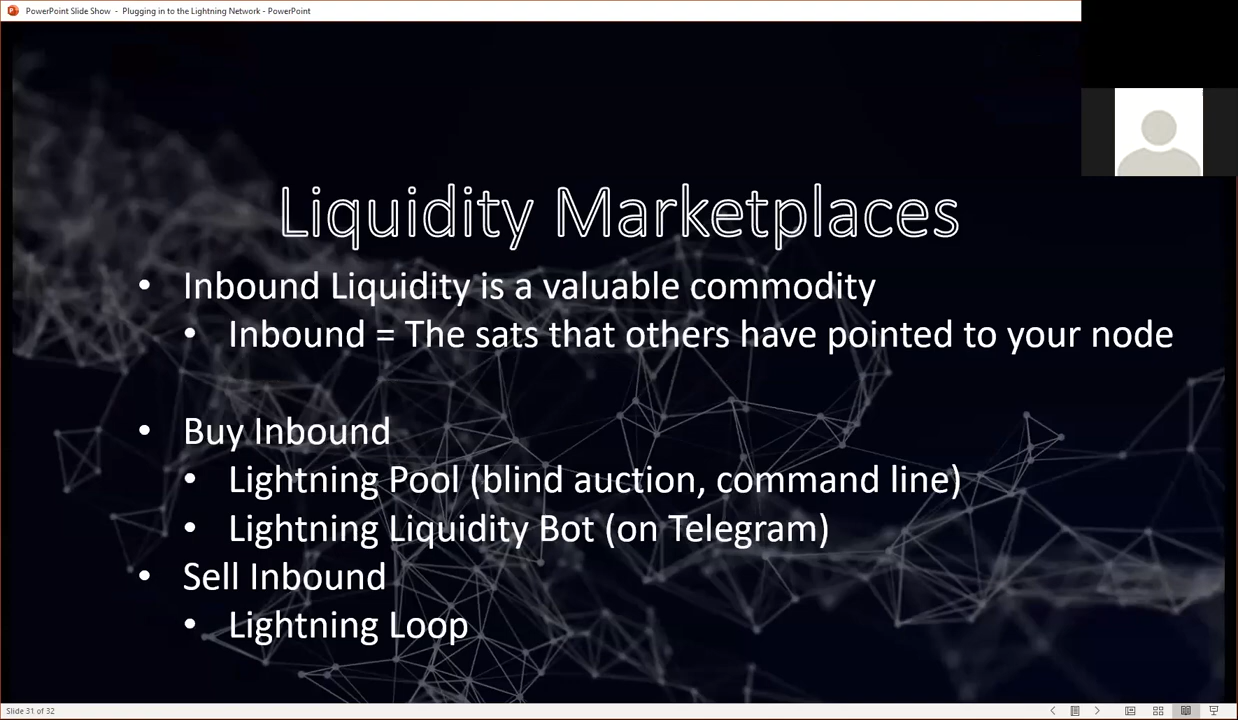 PowerPoint Slide Show - Plugging in to the Lightning Network - PowerPoint
Liquidity Marketplaces
• Inbound Liquidity is a valuable commodity
• Inbound = The sats that others have pointed to your node
• Buy Inbound
• Lightning Pool (blind auction, command line)
• Lightning Liquidity Bot (on Telegram)
• Sell Inbound
• Lightning Loop
Slide 31 of 32